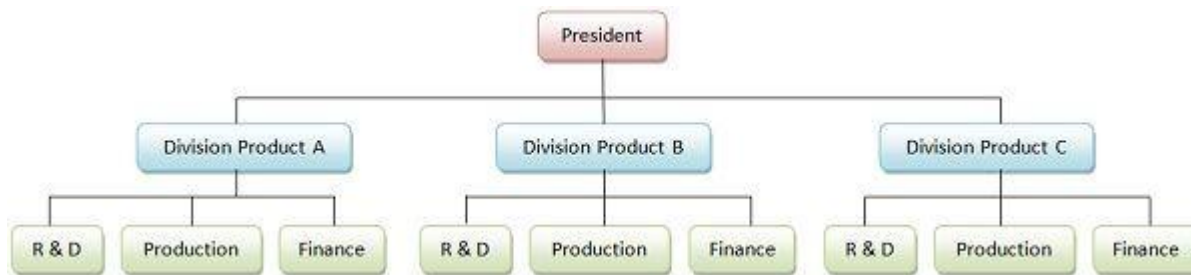 President
Division Product A
Division Product B
Division Product C
R & D
Production
Finance
R & D
Production
Finance
R & D
Production
Finance